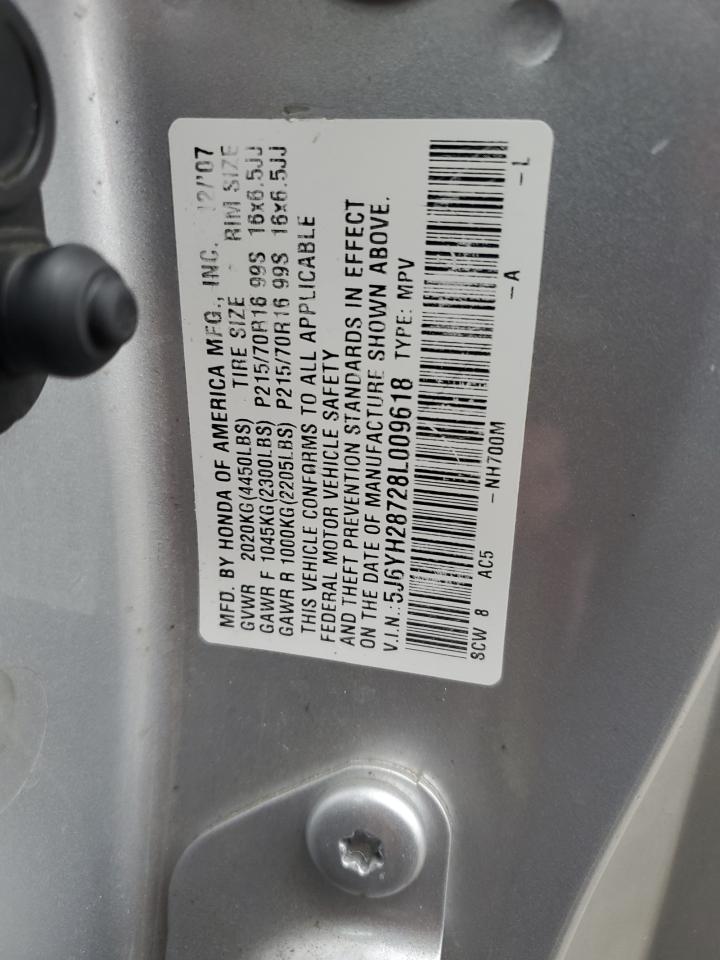 MFD. BY HONDA OF AMERICA MFG., INC. 12/'07
GVWR 2020KG(4450LBS) TIRE SIZE RIM SIZE
GAWR F 1045KG(2300LBS) P215/70R16 99S 16x6.5JJ
GAWR R 1000KG(2205LBS) P215/70R16 99S 16x6.5JJ
THIS VEHICLE CONFORMS TO ALL APPLICABLE
FEDERAL MOTOR VEHICLE SAFETY
AND THEFT PREVENTION STANDARDS IN EFFECT
ON THE DATE OF MANUFACTURE SHOWN ABOVE.
V.I.N.: 5J6YH28728L009618 TYPE: MPV
SCW 8 AC5 -NH700M -A -L